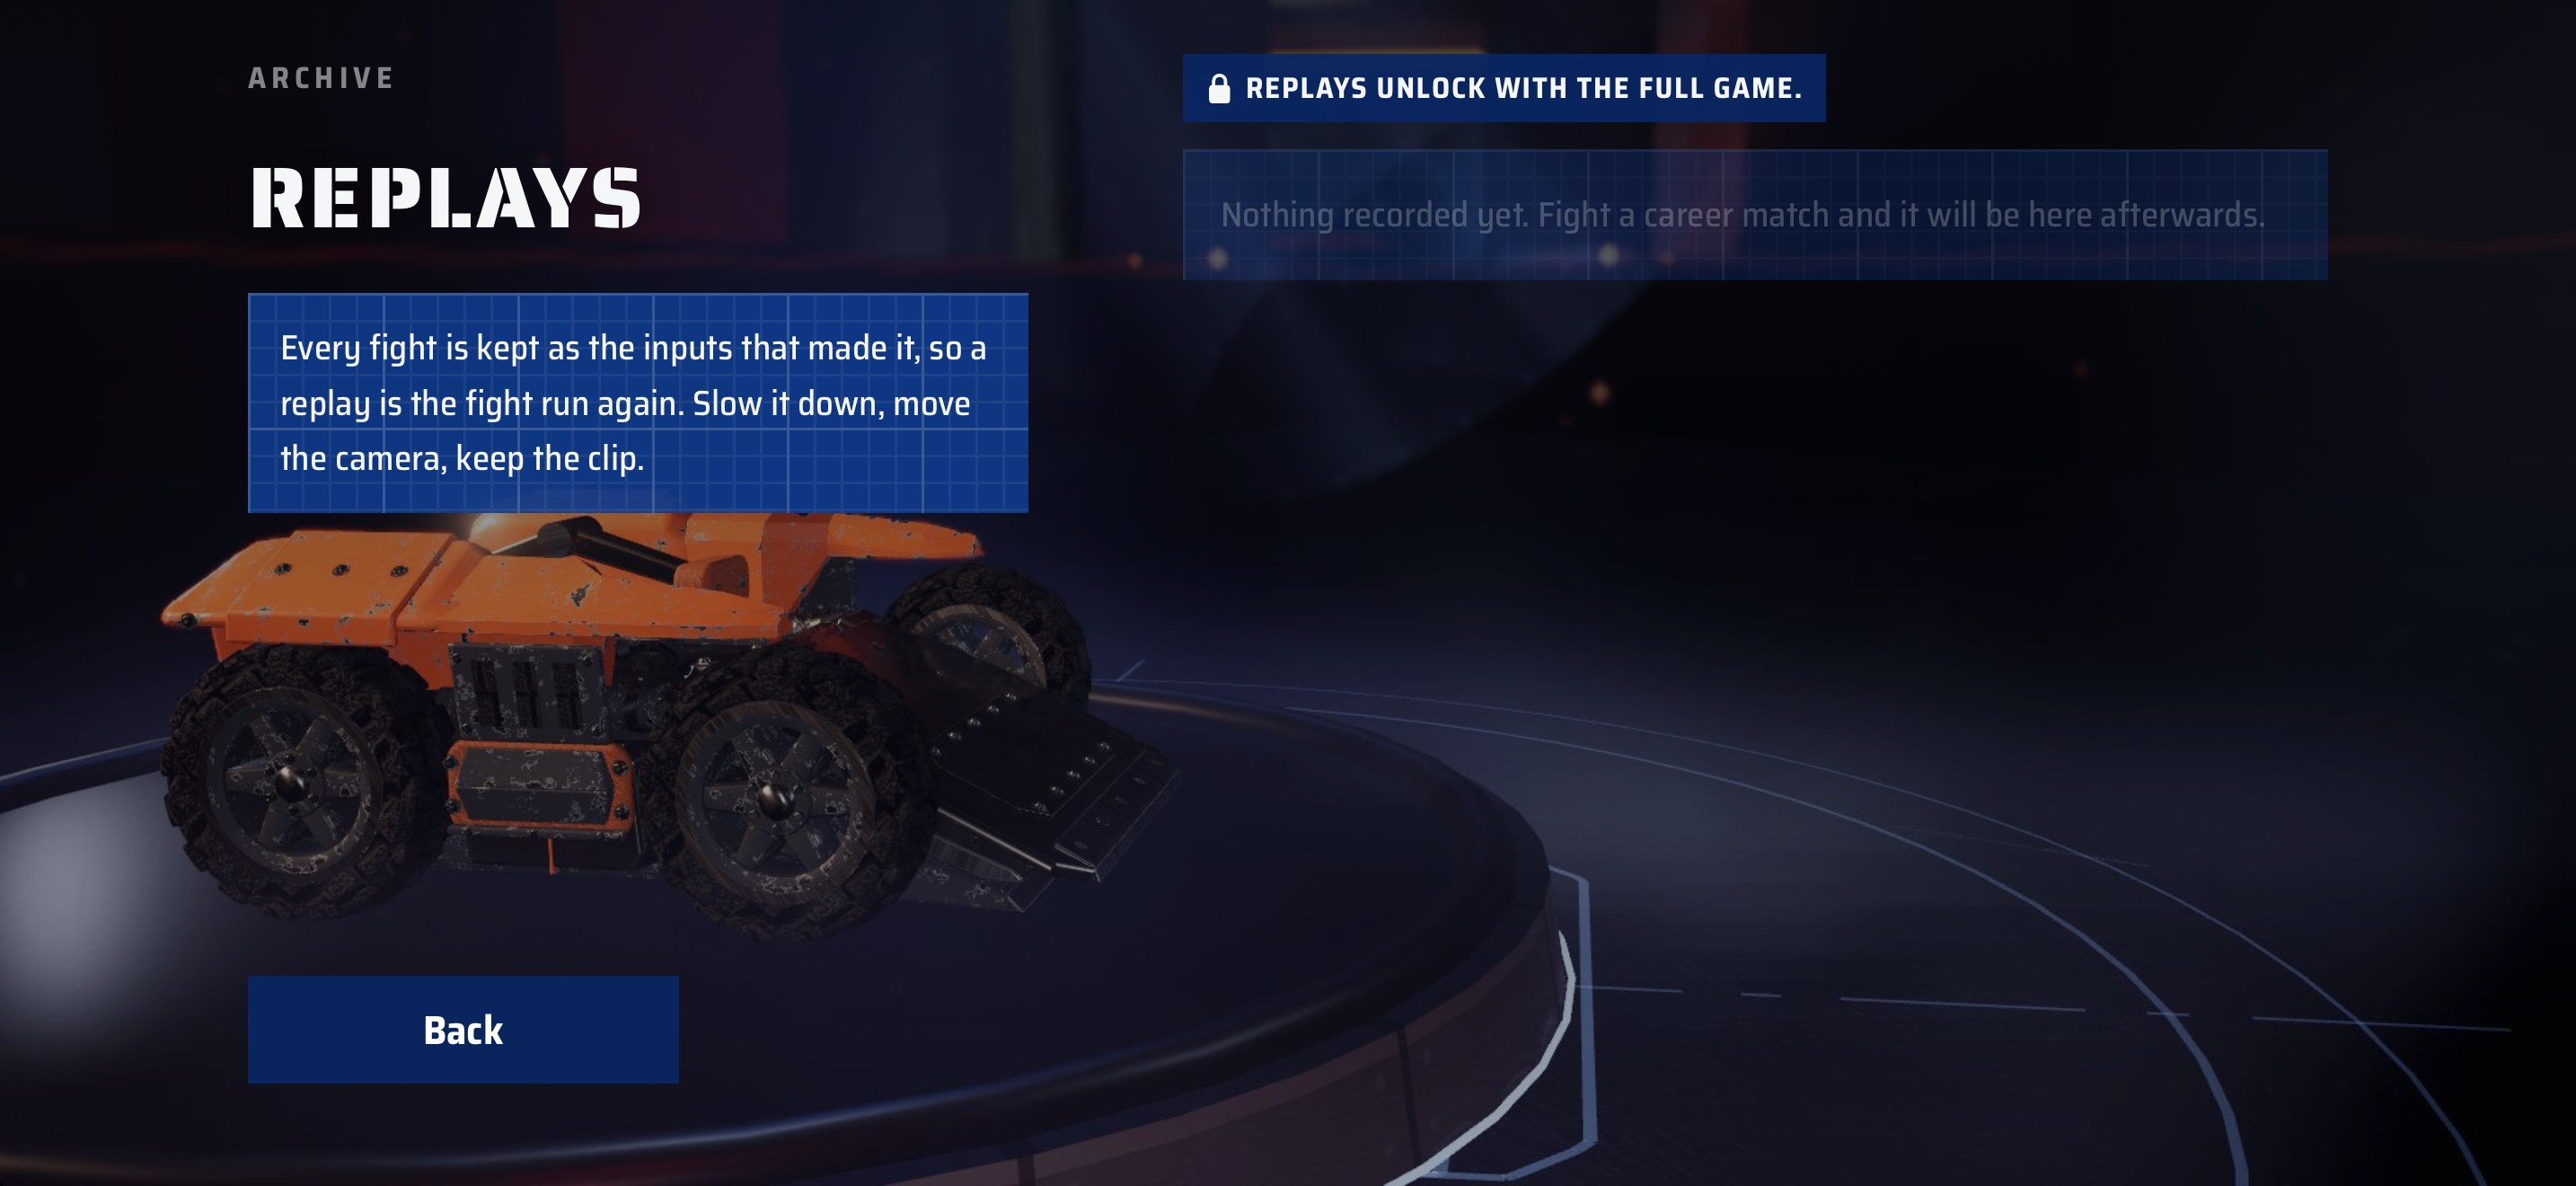 ARCHIVE
REPLAYS
Every fight is kept as the inputs that made it, so a
replay is the fight run again. Slow it down, move
the camera, keep the clip.
Back
REPLAYS UNLOCK WITH THE FULL GAME.
Nothing recorded yet. Fight a career match and it will be here afterwards.